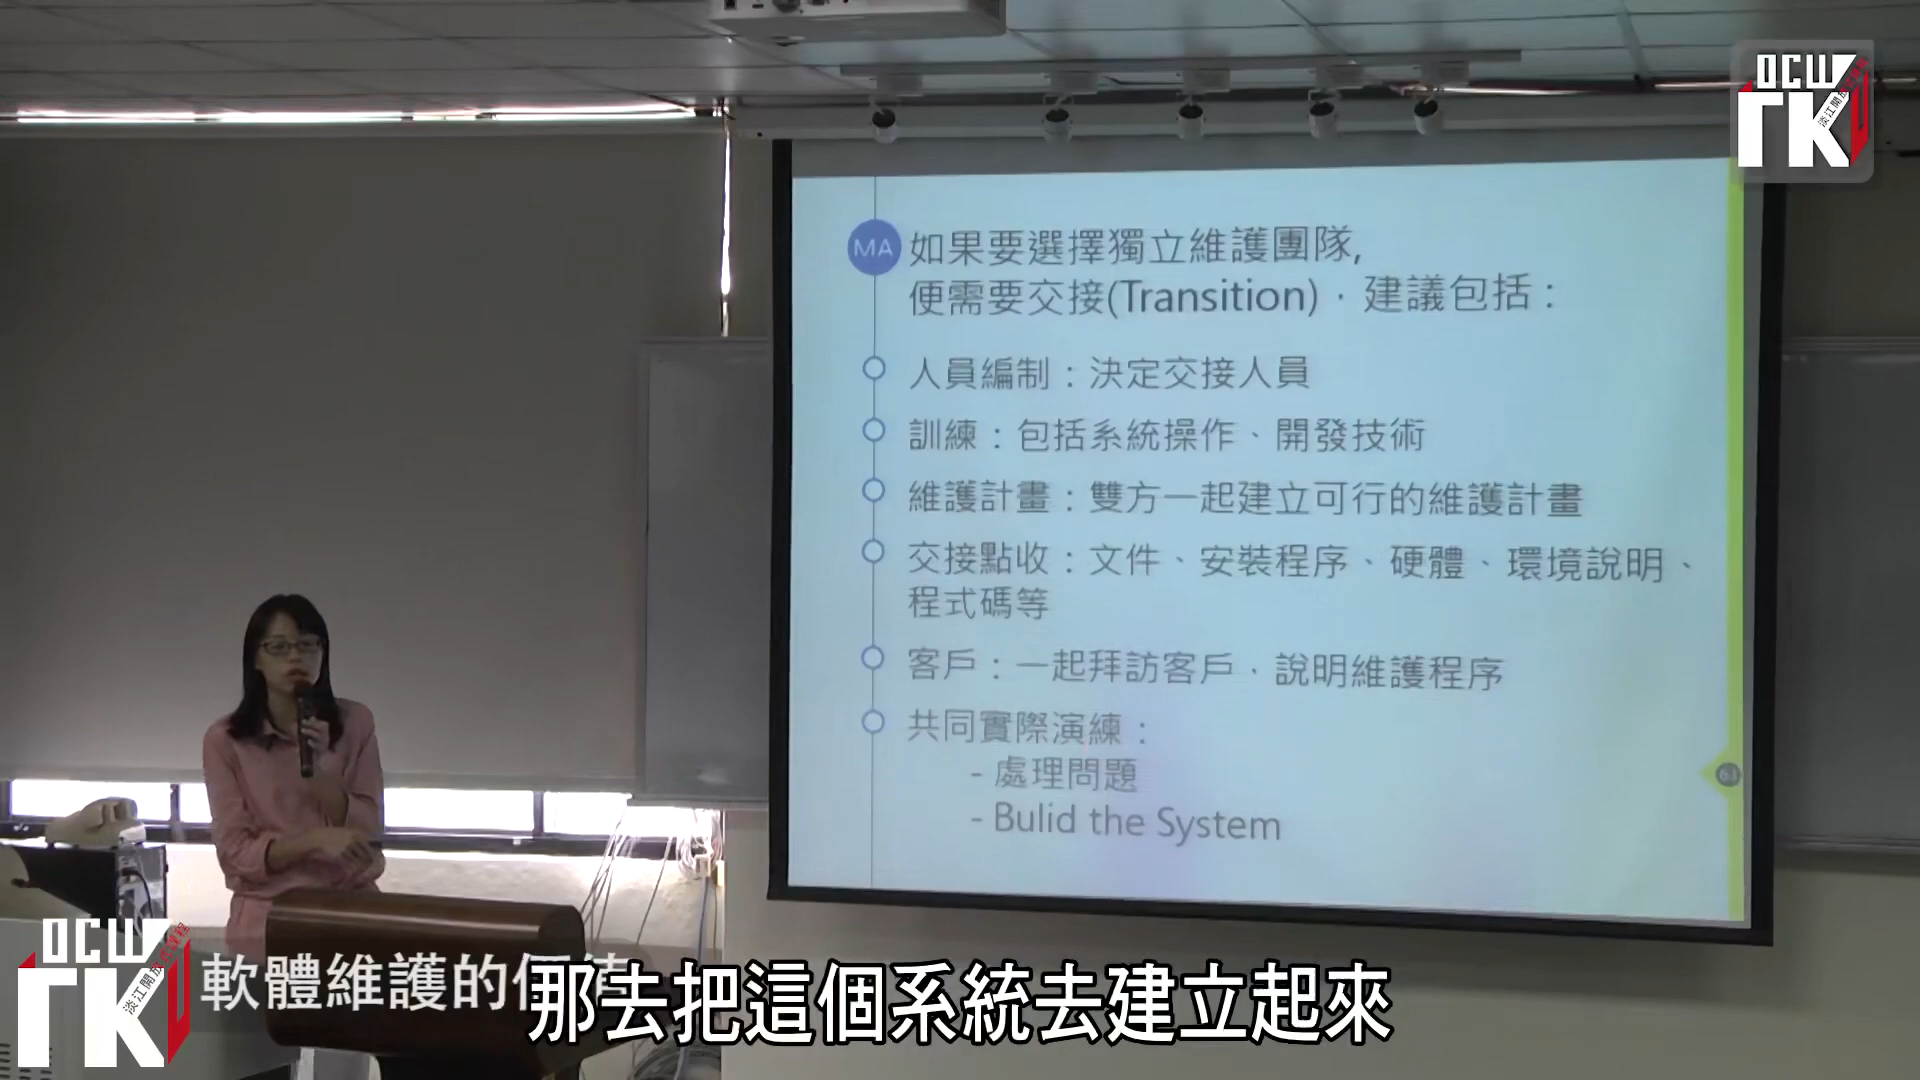 OCW
TKU
淡江開放式課程
MA
如果要選擇獨立維護團隊,
便需要交接(Transition)，建議包括：
人員編制：決定交接人員
訓練：包括系統操作、開發技術
維護計畫：雙方一起建立可行的維護計畫
交接點收：文件、安裝程序、硬體、環境說明、
程式碼等
客戶：一起拜訪客戶，說明維護程序
共同實際演練：
- 處理問題
- Bulid the System
OCW
TKU
淡江開放式課程
軟體維護的價值
那去把這個系統去建立起來